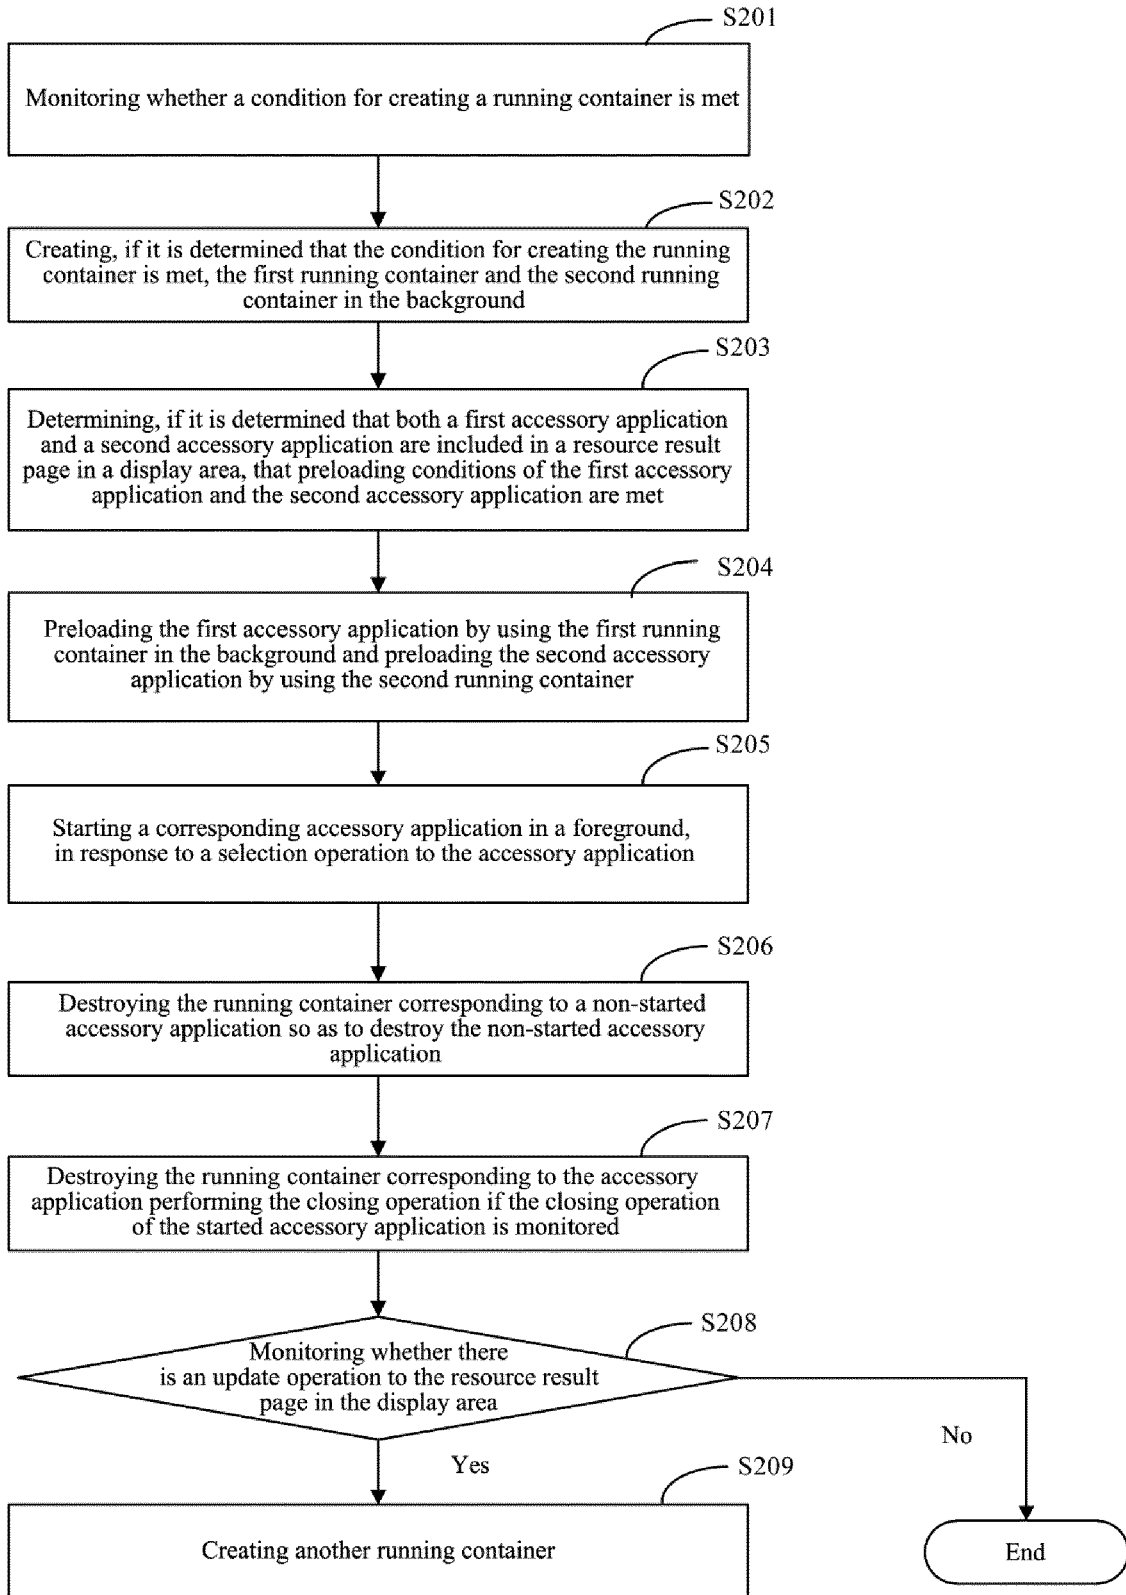 S201
Monitoring whether a condition for creating a running container is met
S202
Creating, if it is determined that the condition for creating the running
container is met, the first running container and the second running
container in the background
S203
Determining, if it is determined that both a first accessory application
and a second accessory application are included in a resource result
page in a display area, that preloading conditions of the first accessory
application and the second accessory application are met
S204
Preloading the first accessory application by using the first running
container in the background and preloading the second accessory
application by using the second running container
S205
Starting a corresponding accessory application in a foreground,
in response to a selection operation to the accessory application
S206
Destroying the running container corresponding to a non-started
accessory application so as to destroy the non-started accessory
application
S207
Destroying the running container corresponding to the accessory
application performing the closing operation if the closing operation
of the started accessory application is monitored
S208
Monitoring whether there
is an update operation to the resource result
page in the display area
No
Yes
S209
Creating another running container
End